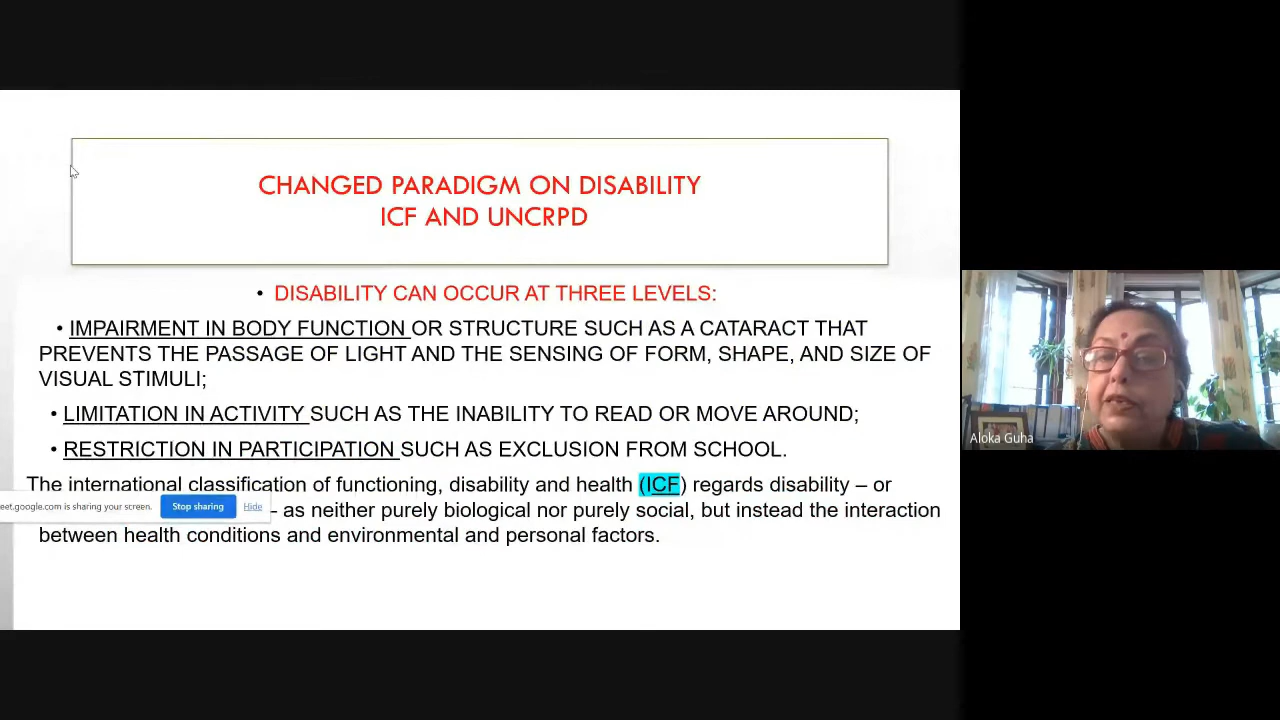 CHANGED PARADIGM ON DISABILITY
ICF AND UNCRPD
• DISABILITY CAN OCCUR AT THREE LEVELS:
• IMPAIRMENT IN BODY FUNCTION OR STRUCTURE SUCH AS A CATARACT THAT
PREVENTS THE PASSAGE OF LIGHT AND THE SENSING OF FORM, SHAPE, AND SIZE OF
VISUAL STIMULI;
• LIMITATION IN ACTIVITY SUCH AS THE INABILITY TO READ OR MOVE AROUND;
• RESTRICTION IN PARTICIPATION SUCH AS EXCLUSION FROM SCHOOL.
The international classification of functioning, disability and health (ICF) regards disability – or
eet.google.com is sharing your screen. Stop sharing Hide
– as neither purely biological nor purely social, but instead the interaction
between health conditions and environmental and personal factors.
Aloka Guha